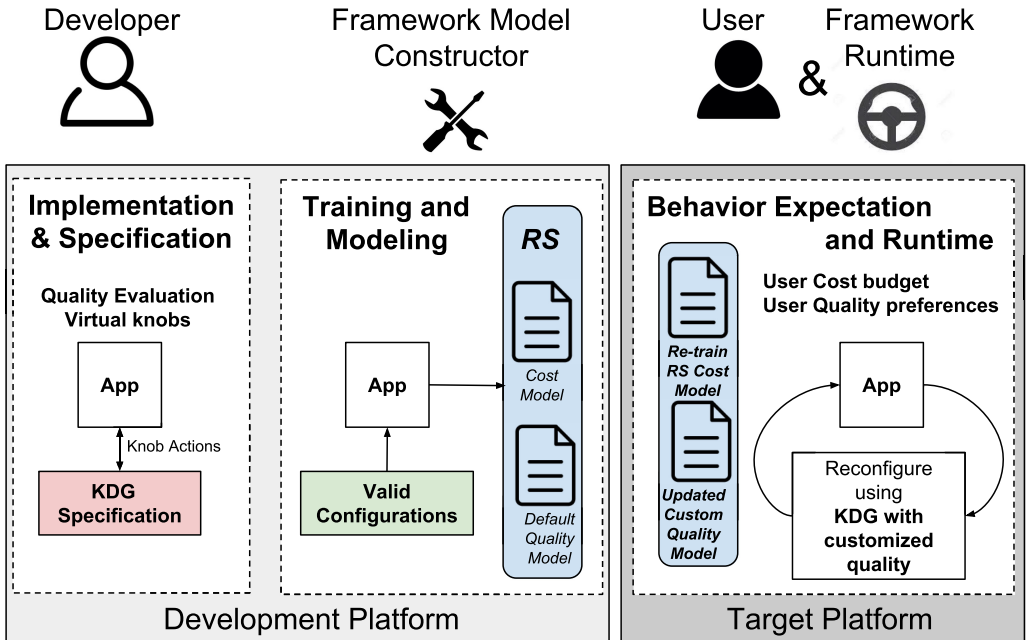 Developer
Framework Model
Constructor
User
&
Framework
Runtime
Implementation
& Specification
Quality Evaluation
Virtual knobs
App
Knob Actions
KDG
Specification
Training and
Modeling
RS
App
Cost
Model
Valid
Configurations
Default
Quality
Model
Development Platform
Behavior Expectation
and Runtime
User Cost budget
User Quality preferences
Re-train
RS Cost
Model
Updated
Custom
Quality
Model
App
Reconfigure
using
KDG with
customized
quality
Target Platform